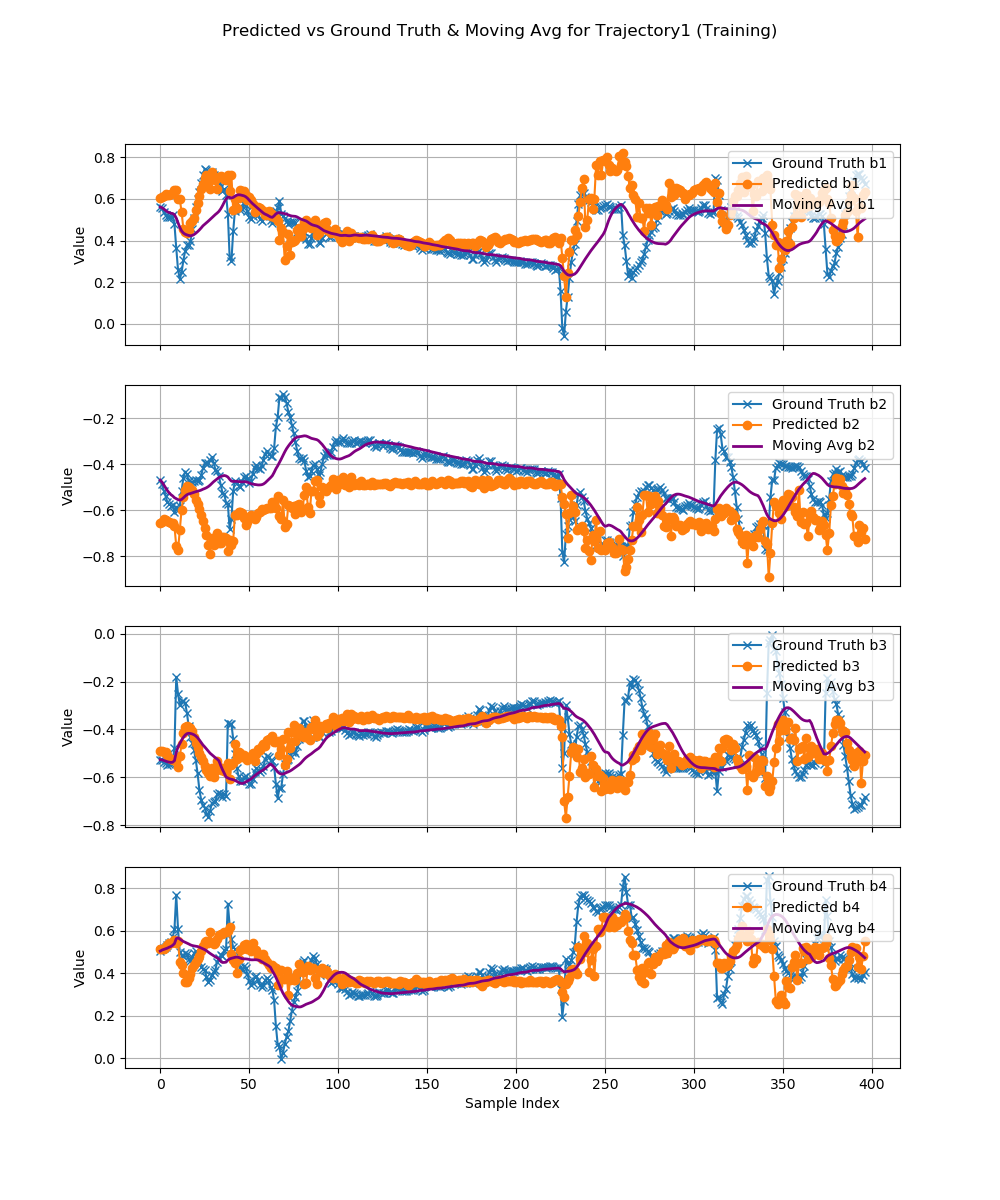 Predicted vs Ground Truth & Moving Avg for Trajectory1 (Training)
0.8
0.6
0.4
0.2
0.0
Value
Ground Truth b1
Predicted b1
Moving Avg b1
−0.2
−0.4
−0.6
−0.8
Value
Ground Truth b2
Predicted b2
Moving Avg b2
0.0
−0.2
−0.4
−0.6
−0.8
Value
Ground Truth b3
Predicted b3
Moving Avg b3
0.8
0.6
0.4
0.2
0.0
Value
Ground Truth b4
Predicted b4
Moving Avg b4
0 50 100 150 200 250 300 350 400
Sample Index